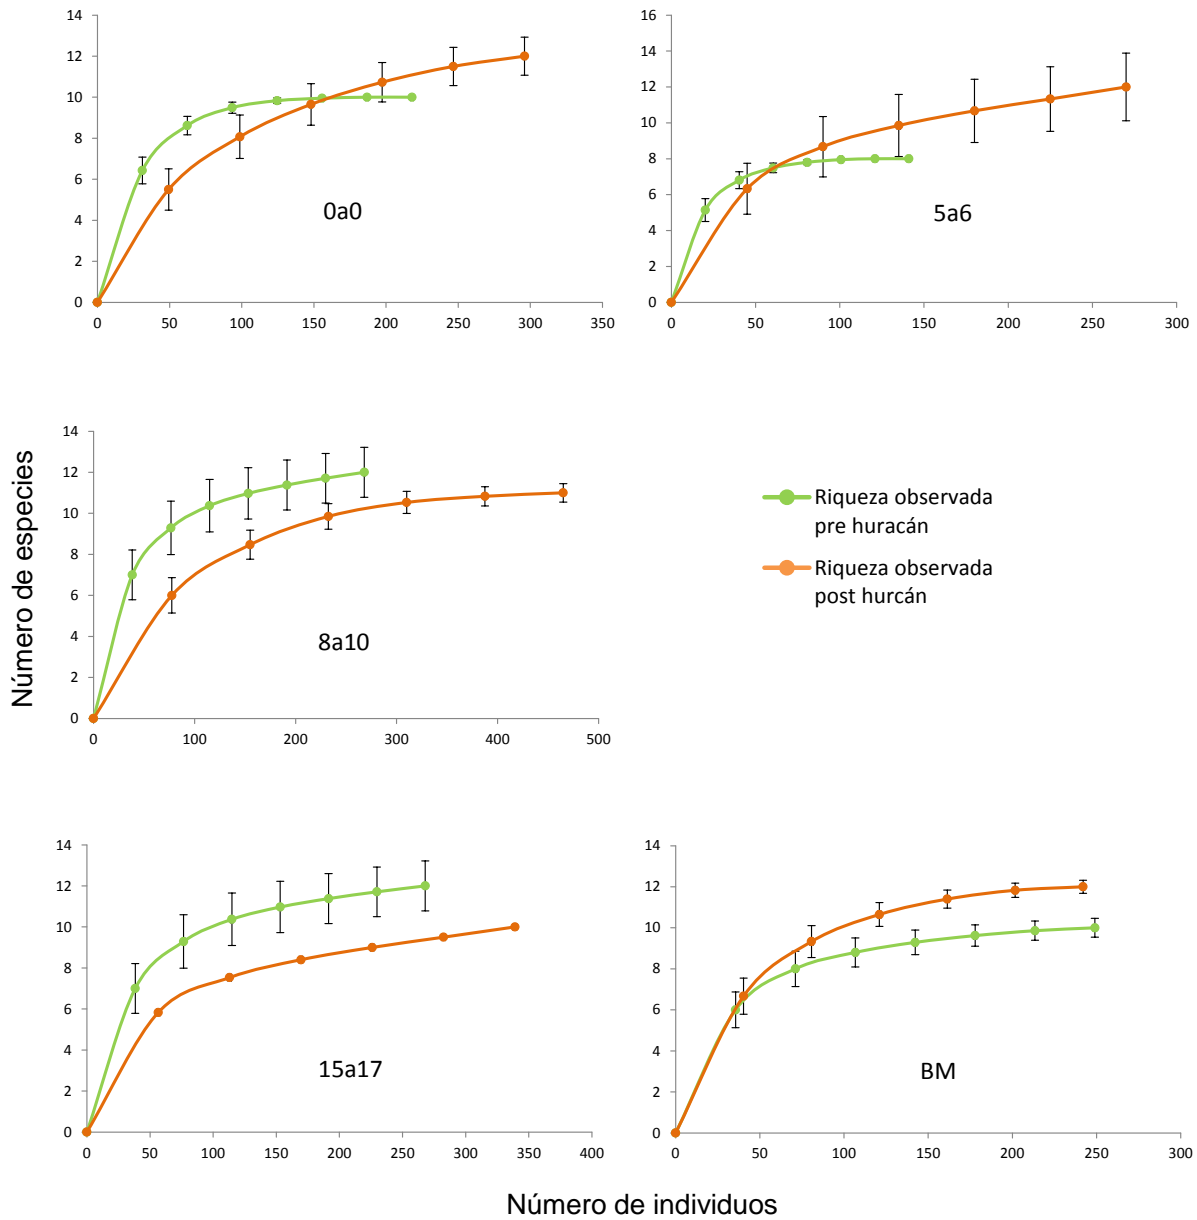 14
12
10
8
6
4
2
0
0 50 100 150 200 250 300 350
0a0
16
14
12
10
8
6
4
2
0
0 50 100 150 200 250 300
5a6
Número de especies
14
12
10
8
6
4
2
0
0 100 200 300 400 500
8a10
Riqueza observada
pre huracán
Riqueza observada
post hurcán
14
12
10
8
6
4
2
0
0 50 100 150 200 250 300 350 400
15a17
14
12
10
8
6
4
2
0
0 50 100 150 200 250 300
BM
Número de individuos